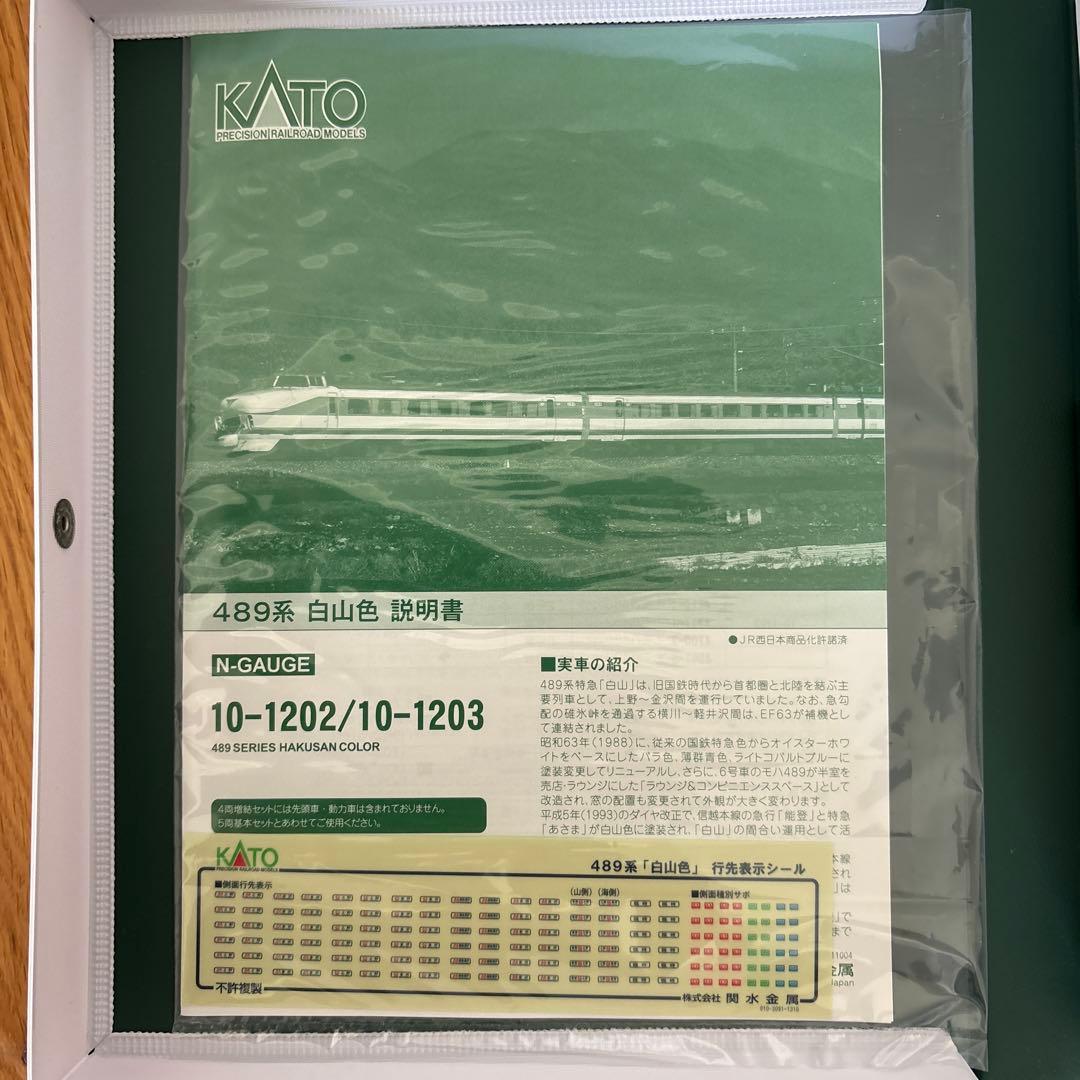 KATO
PRECISION RAILROAD MODELS
489系 白山色 説明書
●JR西日本商品化許諾済
N-GAUGE
10-1202/10-1203
489 SERIES HAKUSAN COLOR
4両増結セットには先頭車・動力車は含まれておりません。
5両基本セットとあわせてご使用ください。
■実車の紹介
489系特急「白山」は、旧国鉄時代から首都圏と北陸を結ぶ主
要列車として、上野～金沢間を運行していました。なお、急勾
配の碓氷峠を通過する横川～軽井沢間は、EF63が補機とし
て連結されました。
昭和63年(1988)に、従来の国鉄特急色からオイスターホワ
イトをベースにしたバラ色、薄群青色、ライトコバルトブルーに
塗装変更してリニューアルし、さらに、6号車のモハ489が半室を
売店・ラウンジにした「ラウンジ&コンビニエンススペース」として
改造され、窓の配置も変更されて外観が大きく変わります。
平成5年(1993)のダイヤ改正で、信越本線の急行「能登」と特急
「あさま」が白山色に塗装され、「白山」の間合い運用として活
本線
され
」は
」で
まで
金属
Japan
KATO
PRECISION RAILROAD MODELS
489系「白山色」 行先表示シール
■側面行先表示
(山側)
(海側)
■側面種別サボ
不許複製
株式会社 関水金属